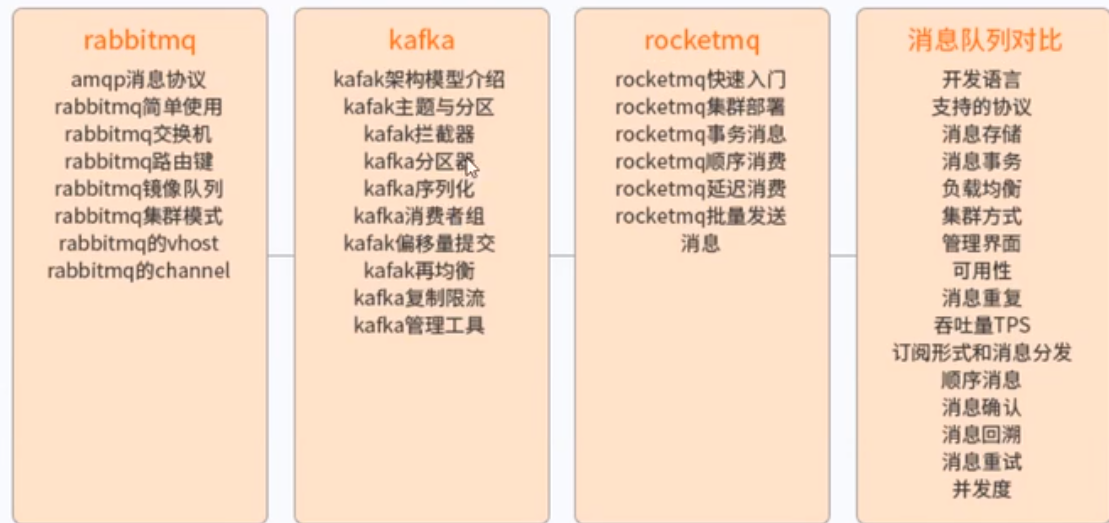 rabbitmq
amqp消息协议
rabbitmq简单使用
rabbitmq交换机
rabbitmq路由键
rabbitmq镜像队列
rabbitmq集群模式
rabbitmq的vhost
rabbitmq的channel
kafka
kafak架构模型介绍
kafak主题与分区
kafak拦截器
kafka分区器
kafka序列化
kafka消费者组
kafak偏移量提交
kafak再均衡
kafka复制限流
kafka管理工具
rocketmq
rocketmq快速入门
rocketmq集群部署
rocketmq事务消息
rocketmq顺序消费
rocketmq延迟消费
rocketmq批量发送
消息
消息队列对比
开发语言
支持的协议
消息存储
消息事务
负载均衡
集群方式
管理界面
可用性
消息重复
吞吐量TPS
订阅形式和消息分发
顺序消息
消息确认
消息回溯
消息重试
并发度